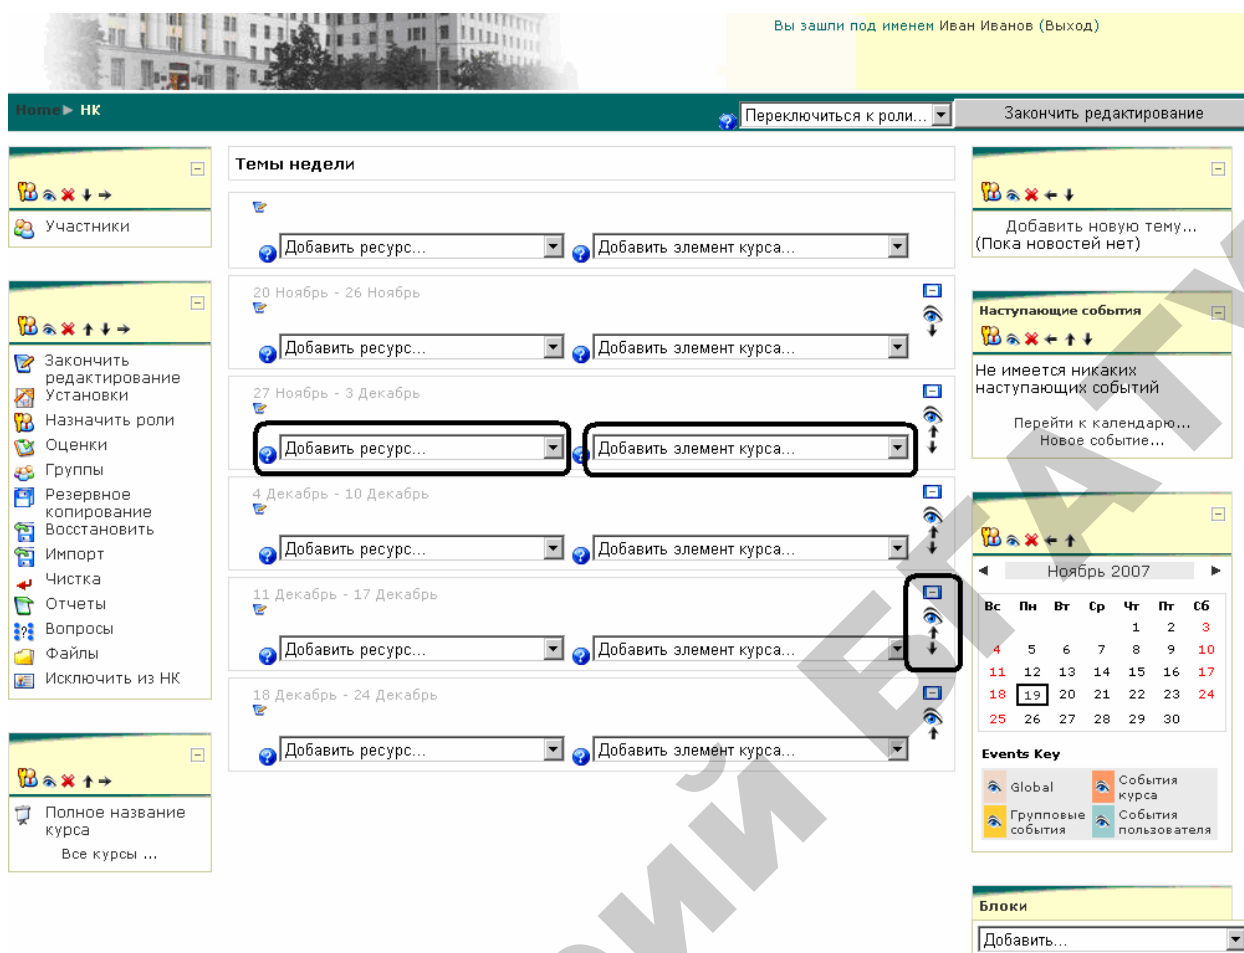 Вы зашли под именем Иван Иванов (Выход)
Home ► НК
Переключиться к роли...
Закончить редактирование
Участники
Закончить
редактирование
Установки
Назначить роли
Оценки
Группы
Резервное
копирование
Восстановить
Импорт
Чистка
Отчеты
Вопросы
Файлы
Исключить из НК
Полное название
курса
Все курсы ...
Темы недели
Добавить ресурс... Добавить элемент курса...
20 Ноябрь - 26 Ноябрь
Добавить ресурс... Добавить элемент курса...
27 Ноябрь - 3 Декабрь
Добавить ресурс... Добавить элемент курса...
4 Декабрь - 10 Декабрь
Добавить ресурс... Добавить элемент курса...
11 Декабрь - 17 Декабрь
Добавить ресурс... Добавить элемент курса...
18 Декабрь - 24 Декабрь
Добавить ресурс... Добавить элемент курса...
Добавить новую тему...
(Пока новостей нет)
Наступающие события
Не имеется никаких
наступающих событий
Перейти к календарю...
Новое событие...
◄ Ноябрь 2007 ►
Вс Пн Вт Ср Чт Пт Сб
1 2 3
4 5 6 7 8 9 10
11 12 13 14 15 16 17
18 19 20 21 22 23 24
25 26 27 28 29 30
Events Key
Global
События
курса
Групповые
события
События
пользователя
Блоки
Добавить...
БГАТУ